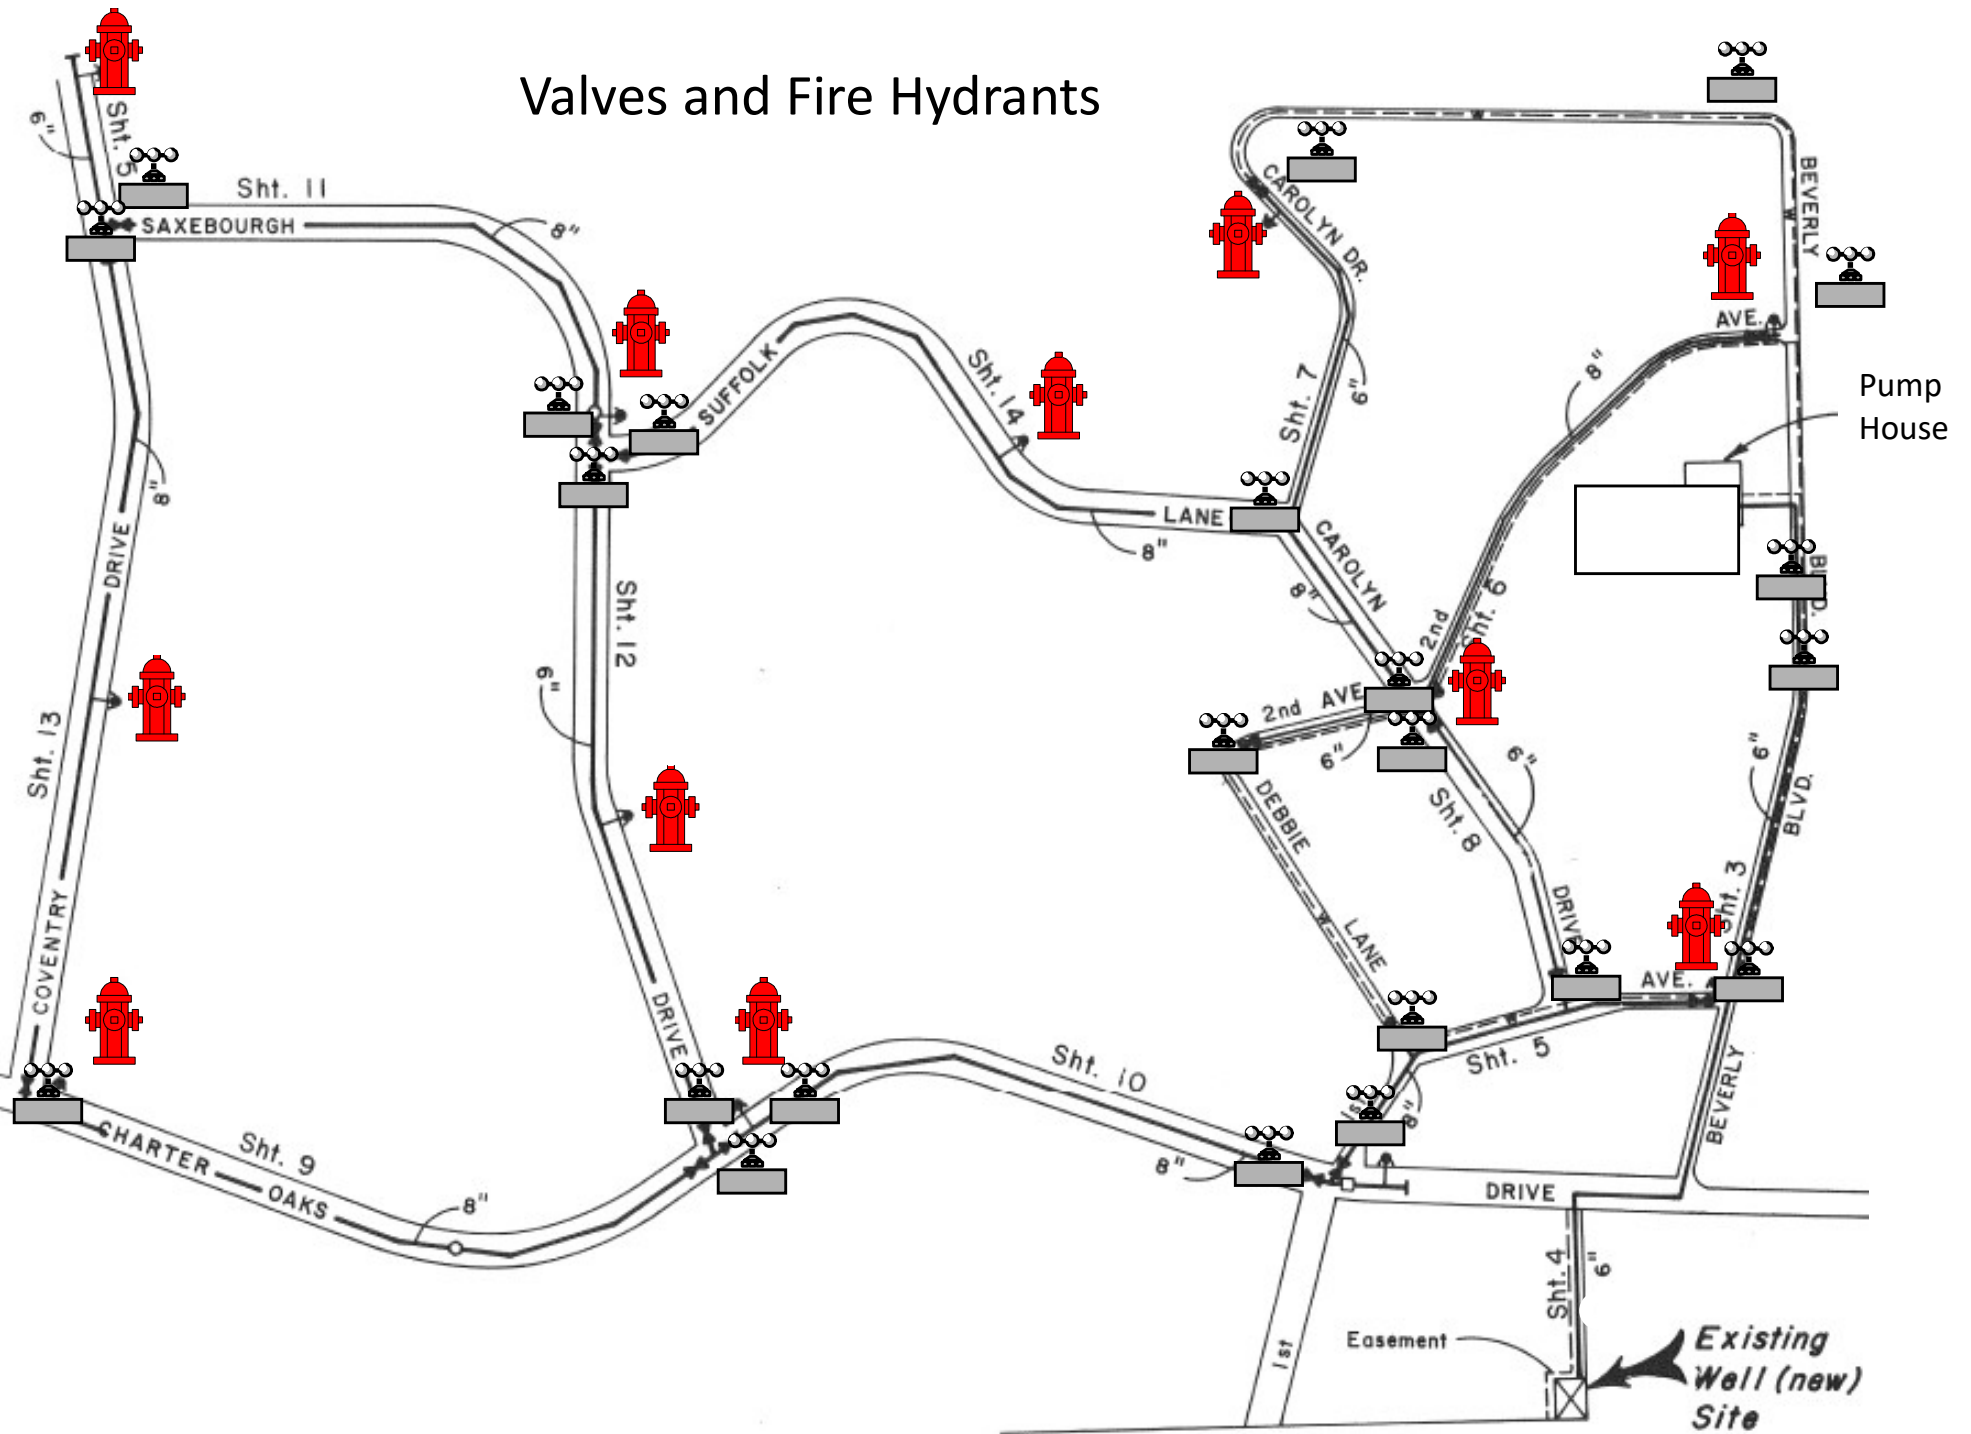 Valves and Fire Hydrants
Sht. 5
6"
Sht. 11
SAXEBOURGH
8"
CAROLYN DR.
BEVERLY
AVE.
8"
Pump
House
SUFFOLK
Sht. 14
Sht. 7
6"
8"
DRIVE
LANE
8"
CAROLYN
8"
2nd
Sht. 6
Sht. 12
6"
2nd AVE
6"
6"
6"
BLVD.
Sht. 13
DEBBIE
LANE
Sht. 8
DRIVE
Sht. 3
COVENTRY
DRIVE
AVE.
Sht. 5
Sht. 10
8"
8"
BEVERLY
CHARTER
OAKS
Sht. 9
8"
DRIVE
Sht. 4
6"
1st
Easement
Existing
Well (new)
Site